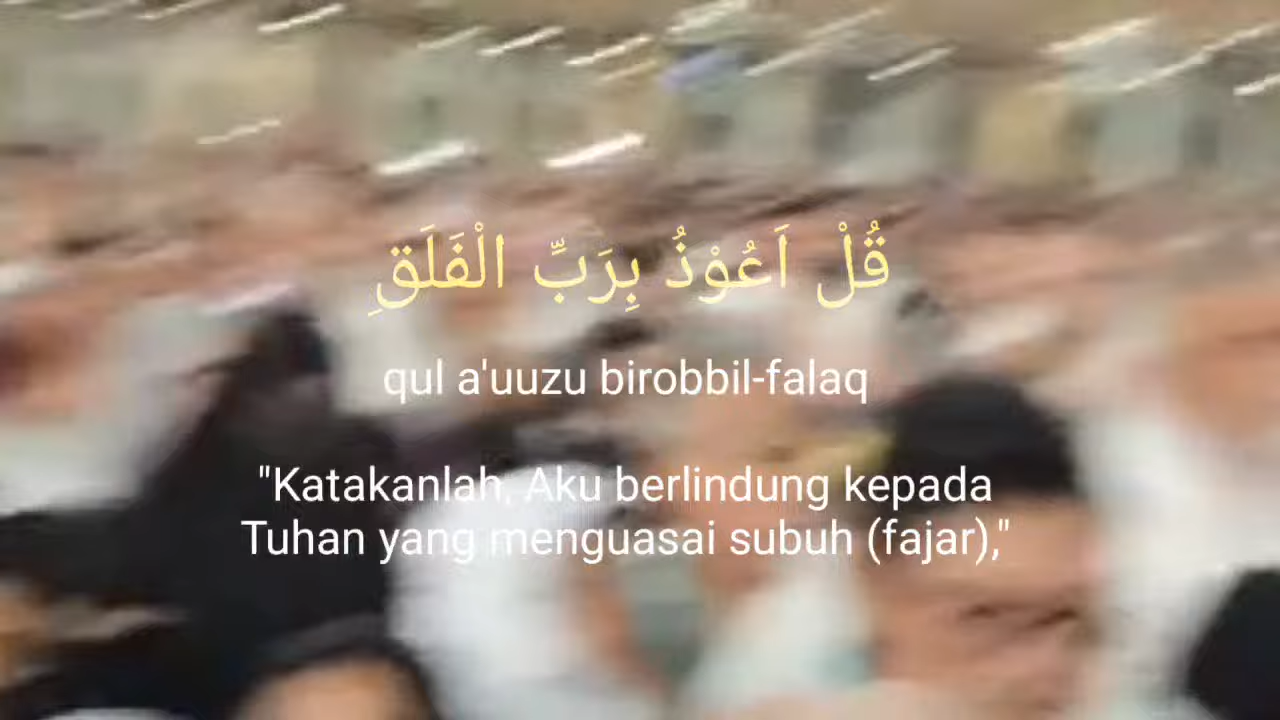 قُلْ اَعُوْذُ بِرَبِّ الْفَلَقِ
qul a'uuzu birobbil-falaq
"Katakanlah, Aku berlindung kepada
Tuhan yang menguasai subuh (fajar),"